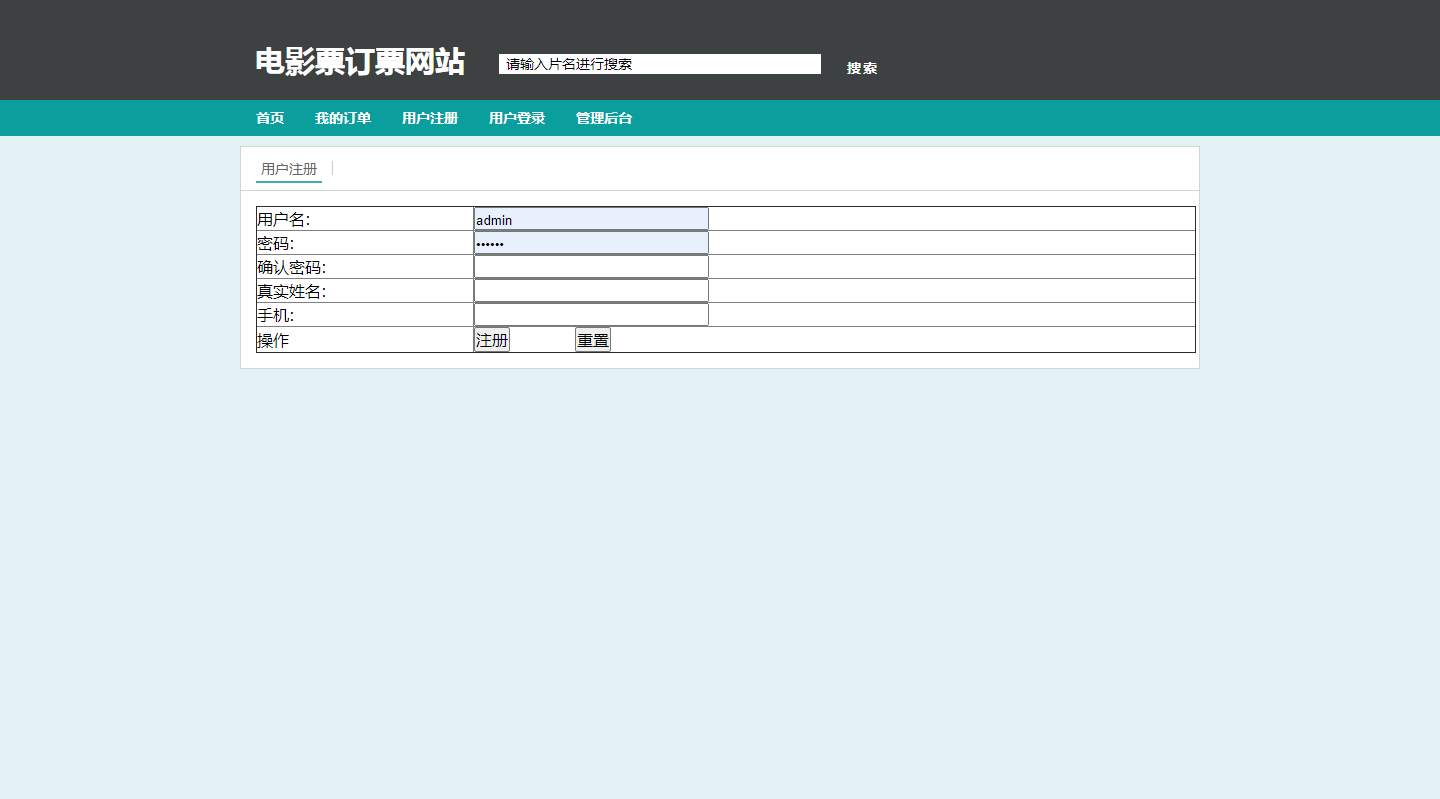 电影票订票网站 请输入片名进行搜索 搜索
首页 我的订单 用户注册 用户登录 管理后台
用户注册
用户名: admin
密码: ••••••
确认密码:
真实姓名:
手机:
操作 注册 重置